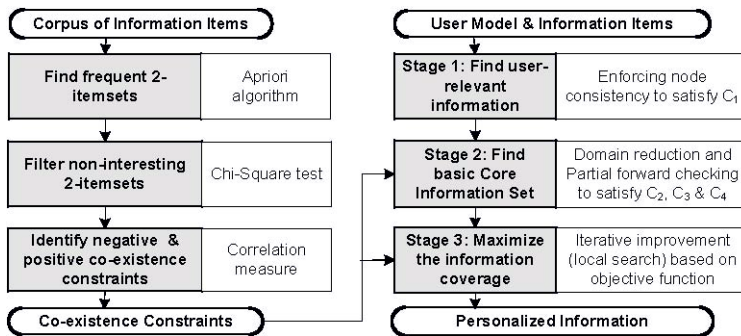 Corpus of Information Items
Find frequent 2-
itemsets
Apriori
algorithm
Filter non-interesting
2-itemsets
Chi-Square test
Identify negative &
positive co-existence
constraints
Correlation
measure
Co-existence Constraints
User Model & Information Items
Stage 1: Find user-
relevant
information
Enforcing node
consistency to satisfy C₁
Stage 2: Find
basic Core
Information Set
Domain reduction and
Partial forward checking
to satisfy C₂, C₃ & C₄
Stage 3: Maximize
the information
coverage
Iterative improvement
(local search) based on
objective function
Personalized Information